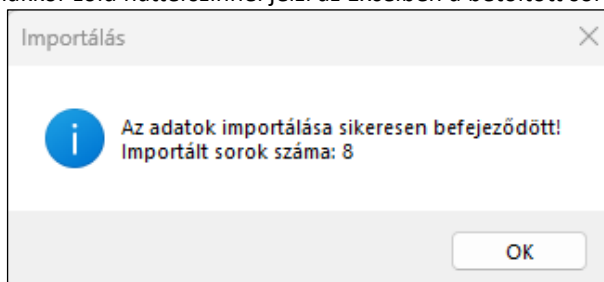 Importálás
Az adatok importálása sikeresen befejeződött!
Importált sorok száma: 8
OK